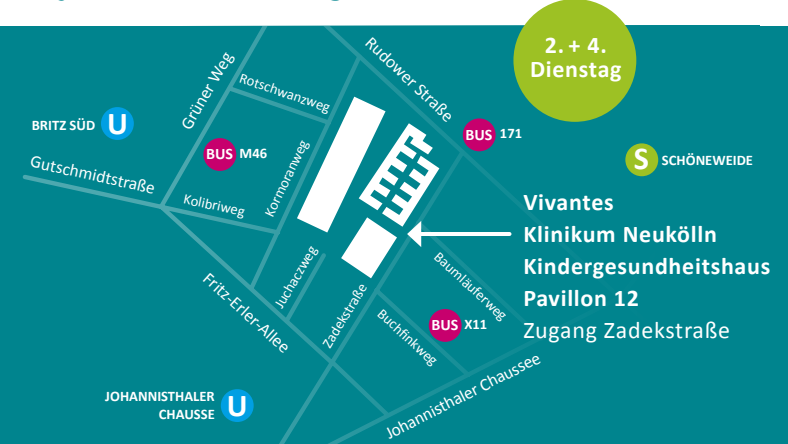 2. + 4.
Dienstag
Grüner Weg
Rudower Straße
Rotschwanzweg
BRITZ SÜD U
BUS 171
BUS M46
S SCHÖNEWEIDE
Gutschmidtstraße
Kormoranweg
Kolibriweg
Vivantes
Klinikum Neukölln
Kindergesundheitshaus
Pavillon 12
Zugang Zadekstraße
Juchaczweg
Baumläuferweg
Fritz-Erler-Allee
Zadekstraße
BUS X11
Buchfinkweg
Johannisthaler Chaussee
JOHANNISTHALER
CHAUSSE U